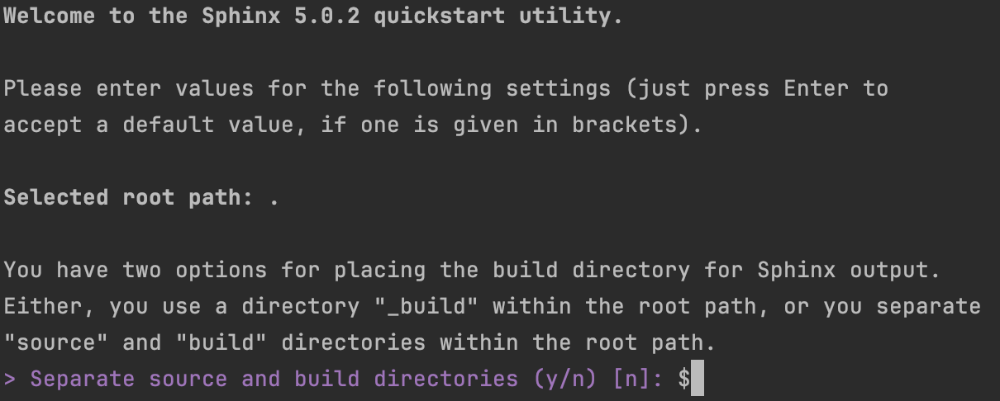 Welcome to the Sphinx 5.0.2 quickstart utility.
Please enter values for the following settings (just press Enter to
accept a default value, if one is given in brackets).
Selected root path: .
You have two options for placing the build directory for Sphinx output.
Either, you use a directory "_build" within the root path, or you separate
"source" and "build" directories within the root path.
> Separate source and build directories (y/n) [n]: $